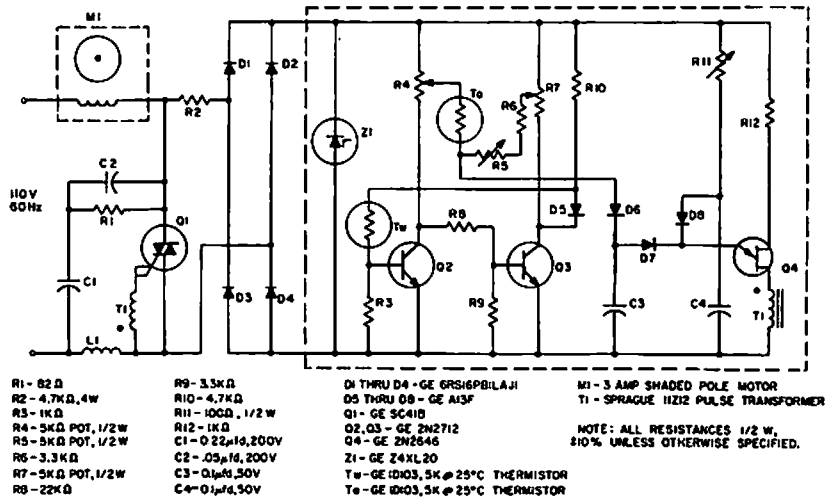 M1
D1
D2
R2
R4
Ta
R6
R7
R10
R11
R12
R5
Z1
110V
60Hz
C2
R1
Q1
C1
T1
L1
D3
D4
Tw
R8
Q2
R3
R9
Q3
D5
D6
D7
D8
C3
C4
Q4
T1
R1-82Ω
R2-4.7KΩ,4W
R3-1KΩ
R4-5KΩ POT, 1/2W
R5-5KΩ POT, 1/2W
R6-3.3KΩ
R7-5KΩ POT, 1/2W
R8-22KΩ
R9-3.3KΩ
R10-4.7KΩ
R11-100Ω, 1/2 W
R12-1KΩ
C1-0.22μfd,200V
C2-.05μfd,200V
C3-0.1μfd,50V
C4-0.1μfd,50V
D1 THRU D4-GE 6RS16PB1LAJ1
D5 THRU D8-GE A13F
Q1-GE SC41B
Q2,Q3-GE 2N2712
Q4-GE 2N2646
Z1-GE Z4XL20
Tw-GE 1D103,5K@25°C THERMISTOR
Ta-GE 1D103,5K@25°C THERMISTOR
M1-3 AMP SHADED POLE MOTOR
T1-SPRAGUE 11Z12 PULSE TRANSFORMER
NOTE: ALL RESISTANCES 1/2 W,
±10% UNLESS OTHERWISE SPECIFIED.